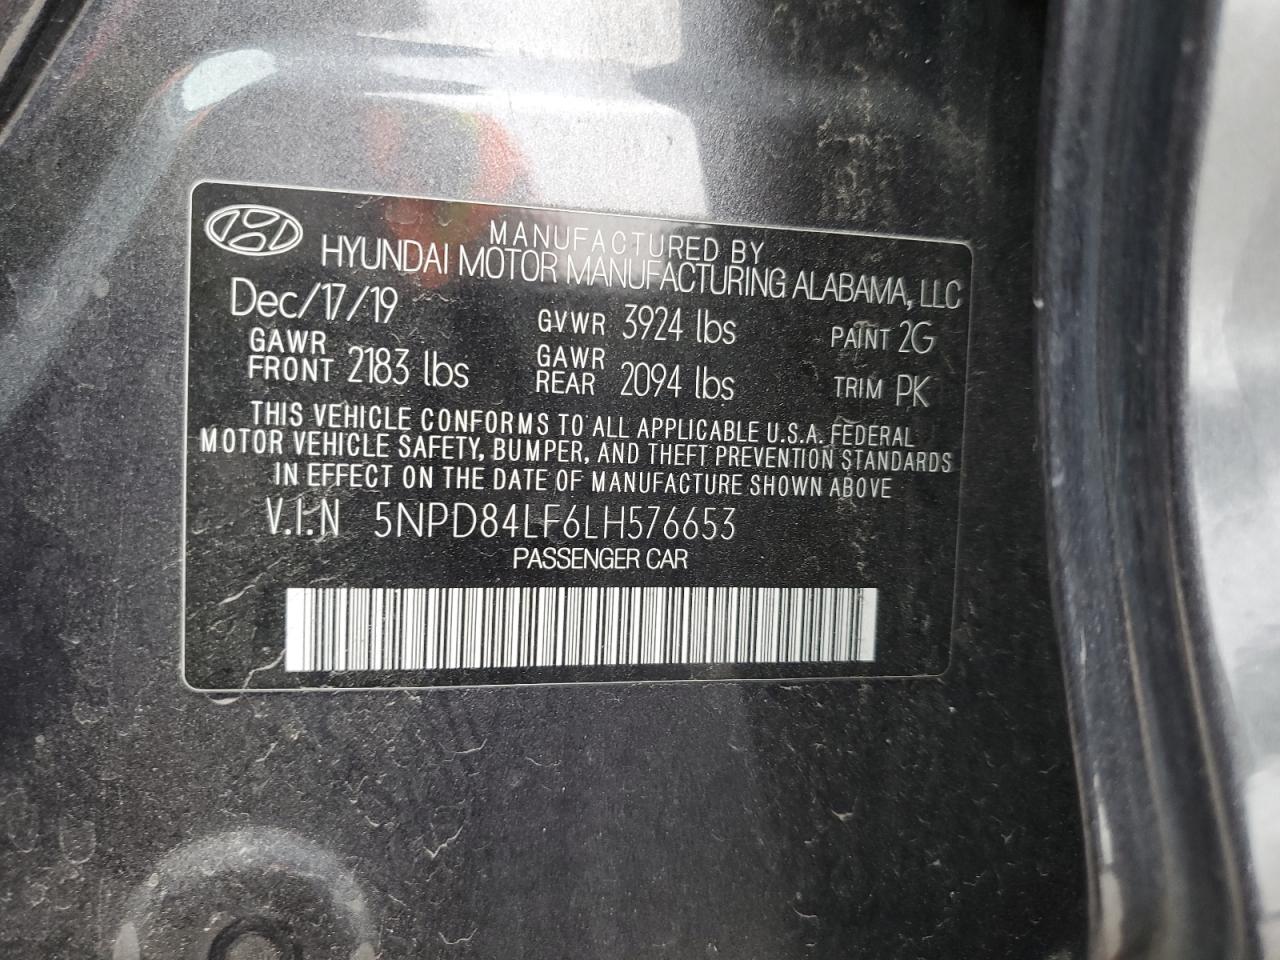 MANUFACTURED BY
HYUNDAI MOTOR MANUFACTURING ALABAMA, LLC
Dec/17/19 GVWR 3924 lbs PAINT 2G
GAWR FRONT 2183 lbs GAWR REAR 2094 lbs TRIM PK
THIS VEHICLE CONFORMS TO ALL APPLICABLE U.S.A. FEDERAL
MOTOR VEHICLE SAFETY, BUMPER, AND THEFT PREVENTION STANDARDS
IN EFFECT ON THE DATE OF MANUFACTURE SHOWN ABOVE
V.I.N 5NPD84LF6LH576653
PASSENGER CAR